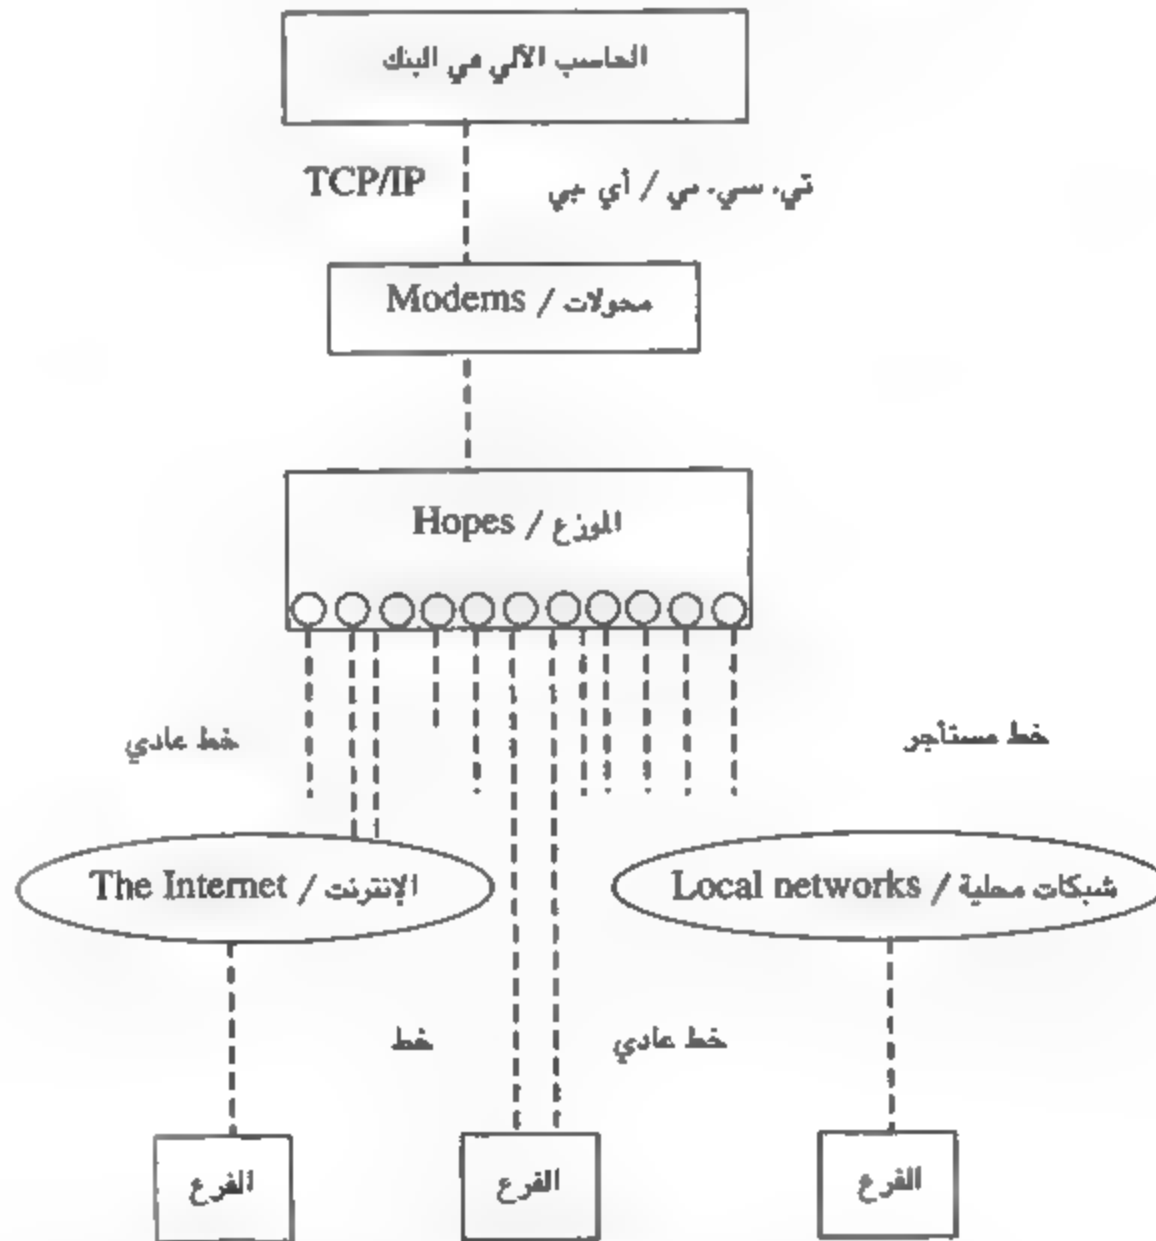 الحاسب الآلي في البنك
TCP/IP
تي. سي. بي / أي بي
Modems / محولات
Hopes / الموزع
خط عادي
خط مستأجر
The Internet / الإنترنت
Local networks / شبكات محلية
خط
خط عادي
الفرع
الفرع
الفرع